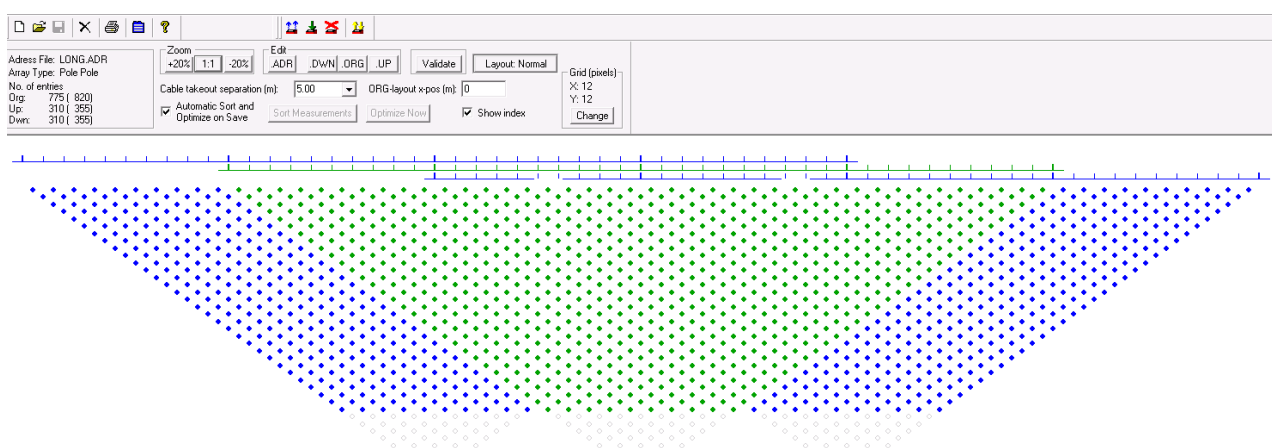 Zoom
Edit
Adress File: LONG.ADR
+20% 1:1 -20% .ADR .DWN .ORG .UP Validate Layout: Normal
Array Type: Pole Pole
Grid (pixels)
No. of entries
Cable takeout separation (m): 5.00 ORG-layout x-pos (m): 0
X: 12
Org: 775 ( 820)
Y: 12
Up: 310 ( 355)
Automatic Sort and
Optimize on Save
Sort Measurements Optimize Now Show index
Change
Dwn: 310 ( 355)